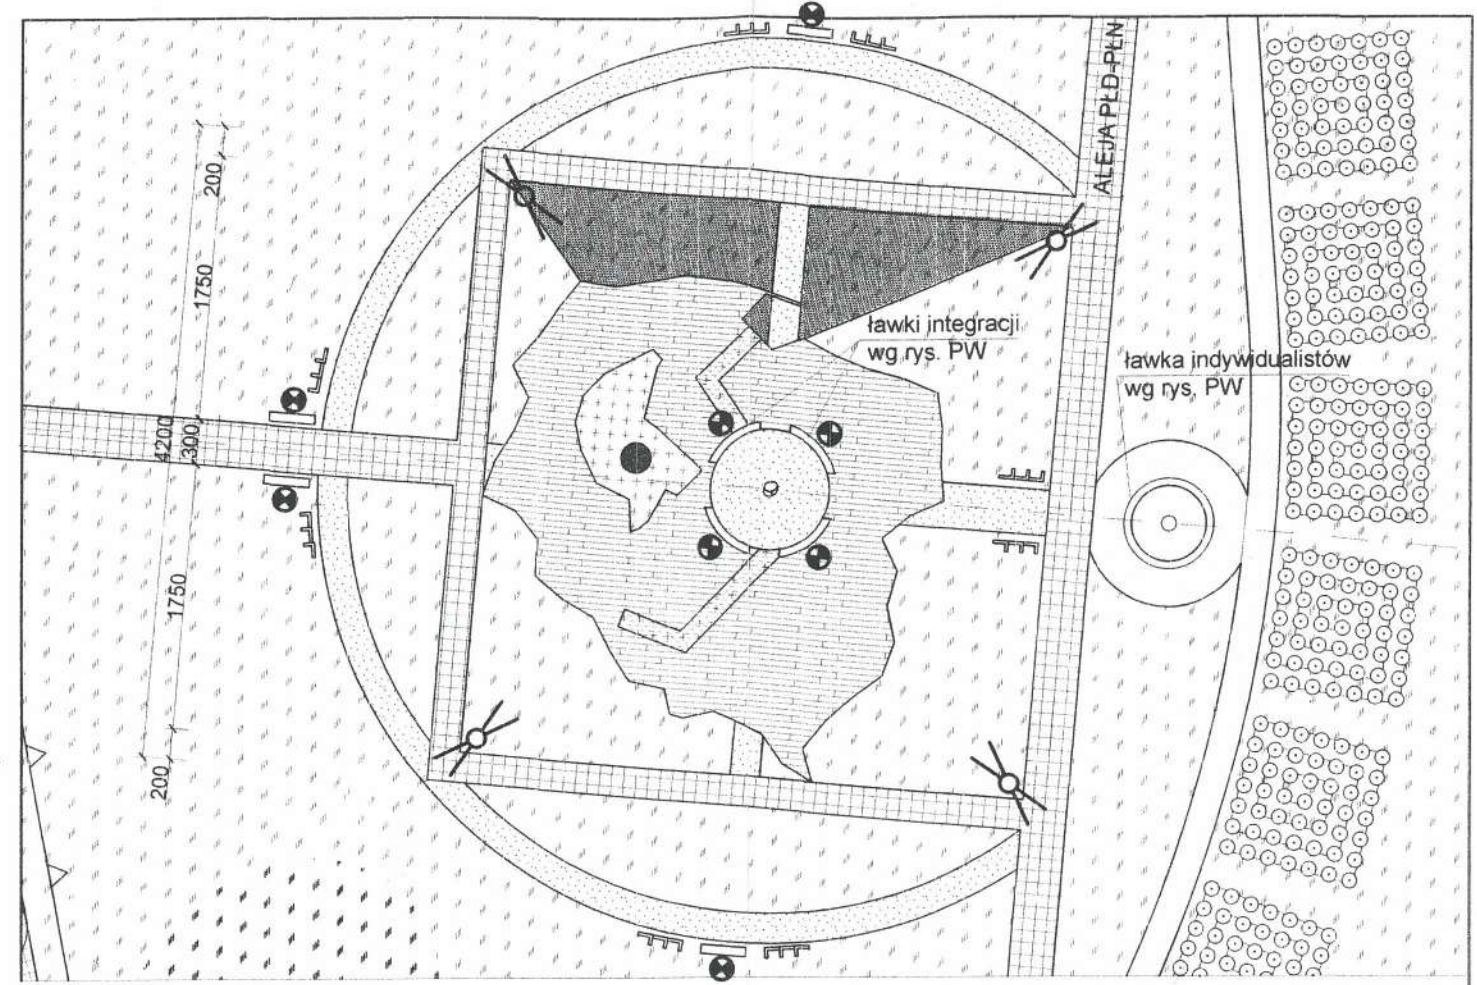 ALEJA PŁD-PŁN
200
1750
ławki integracji
wg rys. PW
ławka indywidualistów
wg rys. PW
4200
300
1750
200